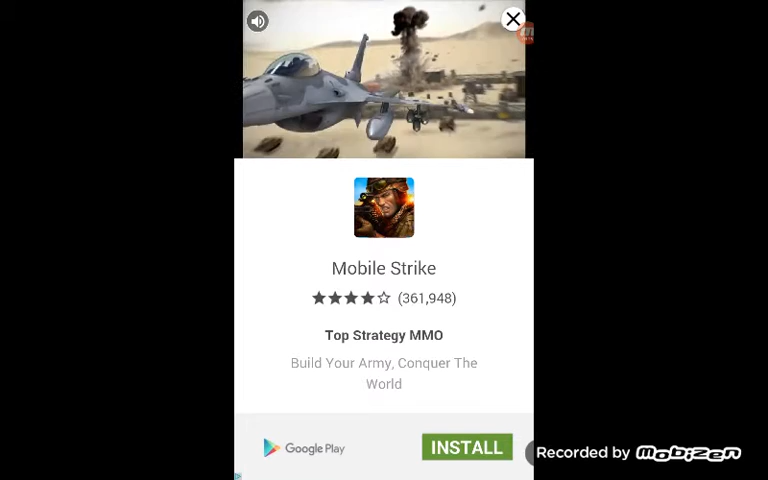 Mobile Strike
(361,948)
Top Strategy MMO
Build Your Army, Conquer The
World
Google Play
INSTALL
Recorded by Mobizen